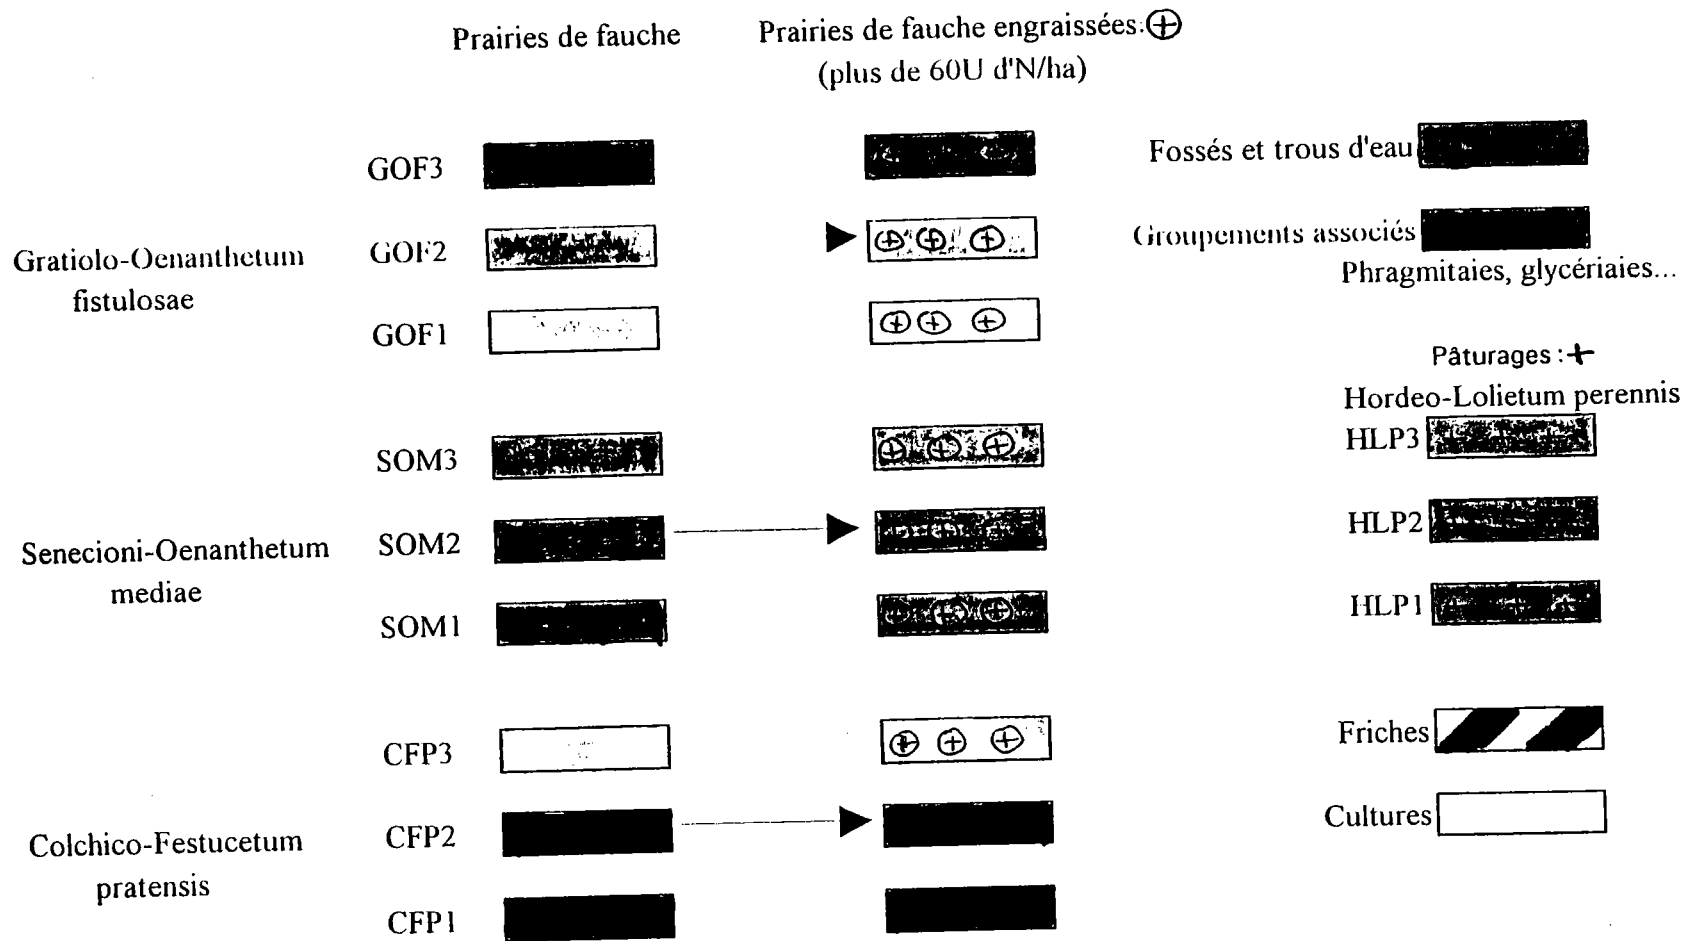 Prairies de fauche
Prairies de fauche engraissées:⊕
(plus de 60U d'N/ha)
GOF3
Gratiolo-Oenanthetum
fistulosae
GOF2
GOF1
SOM3
Senecioni-Oenanthetum
mediae
SOM2
SOM1
CFP3
Colchico-Festucetum
pratensis
CFP2
CFP1
Fossés et trous d'eau
Groupements associés
Phragmitaies, glycériaies...
Pâturages :+
Hordeo-Lolietum perennis
HLP3
HLP2
HLP1
Friches
Cultures